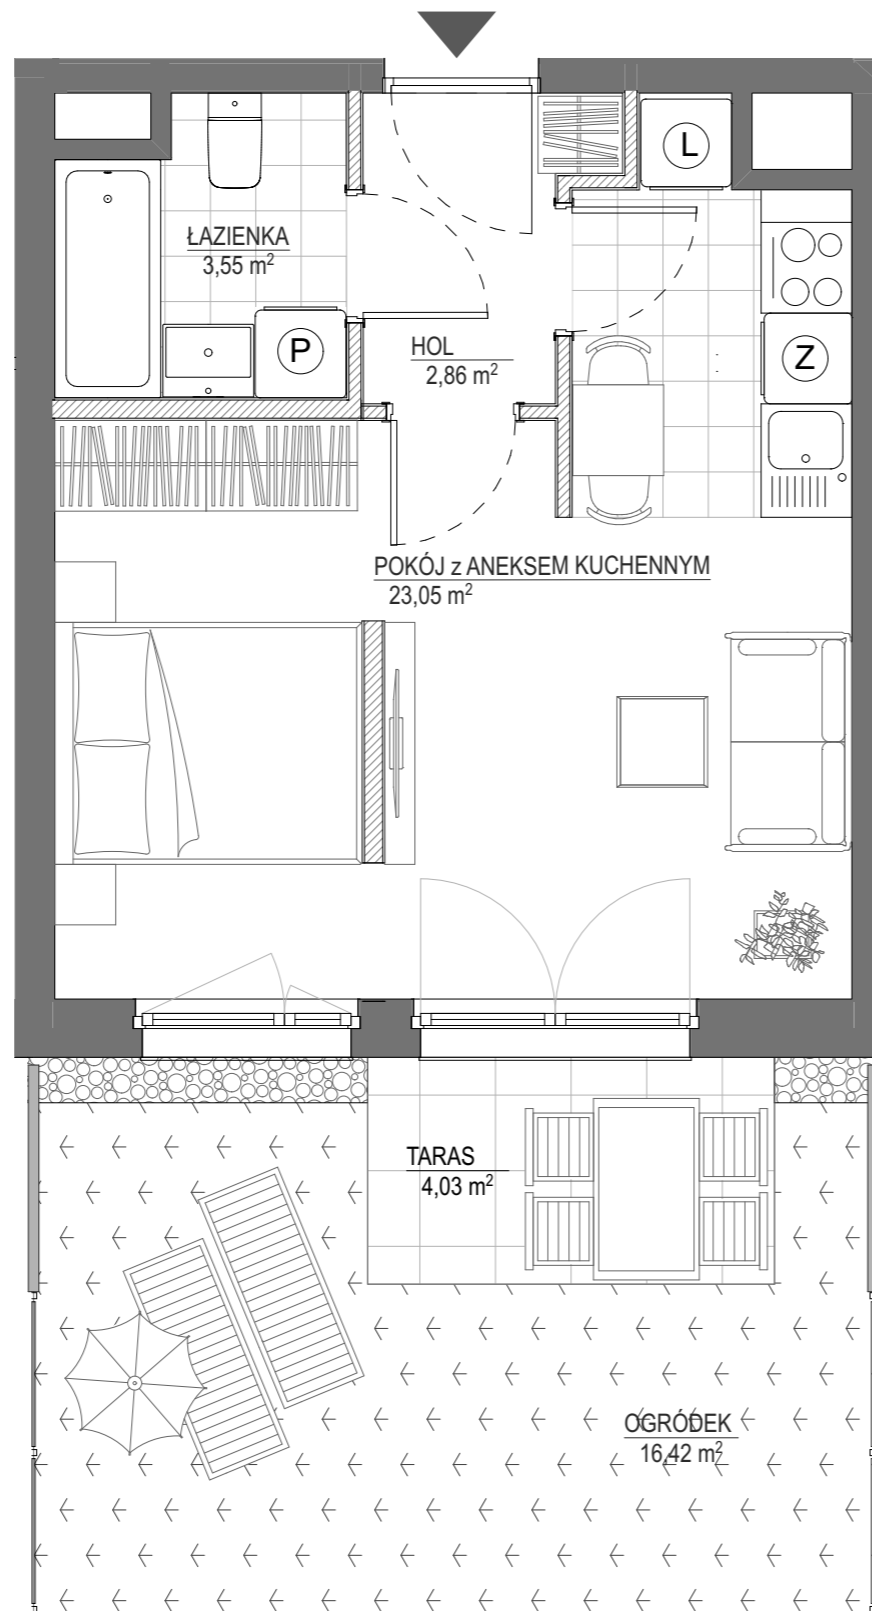 L
ŁAZIENKA
3,55 m²
P
HOL
2,86 m²
Z
POKÓJ z ANEKSEM KUCHENNYM
23,05 m²
TARAS
4,03 m²
OGRÓDEK
16,42 m²